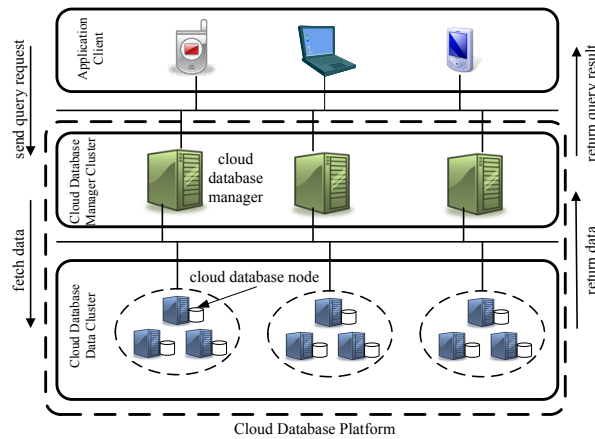 Application
Client
send query request
return query result
Cloud Database
Manager Cluster
cloud
database
manager
fetch data
return data
cloud database node
Cloud Database
Data Cluster
Cloud Database Platform